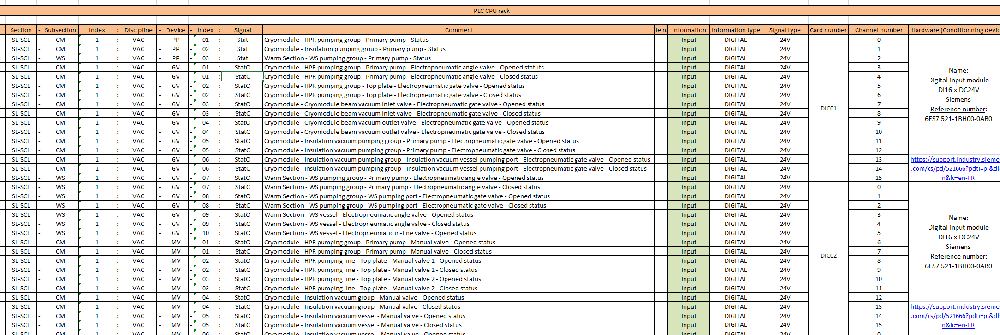 PLC CPU rack
Section - Subsection Index : Discipline - Device - Index : Signal Comment le na Information Information type Signal type Card number Channel number Hardware (Conditionning devic
SL-SCL - CM 1 : VAC - PP - 01 : Stat Cryomodule - HPR pumping group - Primary pump - Status Input DIGITAL 24V 0
SL-SCL - CM 1 : VAC - PP - 02 : Stat Cryomodule - Insulation pumping group - Primary pump - Status Input DIGITAL 24V 1
SL-SCL - WS 1 : VAC - PP - 03 : Stat Warm Section - WS pumping group - Primary pump - Status Input DIGITAL 24V 2
SL-SCL - CM 1 : VAC - GV - 01 : StatO Cryomodule - HPR pumping group - Primary pump - Electropneumatic angle valve - Opened statuts Input DIGITAL 24V 3
Name:
SL-SCL - CM 1 : VAC - GV - 01 : StatC Cryomodule - HPR pumping group - Primary pump - Electropneumatic angle valve - Closed status Input DIGITAL 24V 4
Digital input module
SL-SCL - CM 1 : VAC - GV - 02 : StatO Cryomodule - HPR pumping group - Top plate - Electropneumatic gate valve - Opened status Input DIGITAL 24V 5
DI16 x DC24V
SL-SCL - CM 1 : VAC - GV - 02 : StatC Cryomodule - HPR pumping group - Top plate - Electropneumatic gate valve - Closed status Input DIGITAL 24V 6
Siemens
SL-SCL - CM 1 : VAC - GV - 03 : StatO Cryomodule - Cryomodule beam vacuum inlet valve - Electropneumatic gate valve - Opened status Input DIGITAL 24V 7
DIC01
Reference number:
SL-SCL - CM 1 : VAC - GV - 03 : StatC Cryomodule - Cryomodule beam vacuum inlet valve - Electropneumatic gate valve - Closed status Input DIGITAL 24V 8
6ES7 521-1BH00-0AB0
SL-SCL - CM 1 : VAC - GV - 04 : StatO Cryomodule - Cryomodule beam vacuum outlet valve - Electropneumatic gate valve - Opened status Input DIGITAL 24V 9
SL-SCL - CM 1 : VAC - GV - 04 : StatC Cryomodule - Cryomodule beam vacuum outlet valve - Electropneumatic gate valve - Closed status Input DIGITAL 24V 10
SL-SCL - CM 1 : VAC - GV - 05 : StatO Cryomodule - Insulation vacuum pumping group - Primary pump - Electropneumatic gate valve - Opened status Input DIGITAL 24V 11
SL-SCL - CM 1 : VAC - GV - 05 : StatC Cryomodule - Insulation vacuum pumping group - Primary pump - Electropneumatic gate valve - Closed status Input DIGITAL 24V 12
SL-SCL - CM 1 : VAC - GV - 06 : StatO Cryomodule - Insulation vacuum pumping group - Insulation vacuum vessel pumping port - Electropneumatic gate valve - Opened status Input DIGITAL 24V 13 https://support.industry.sieme
SL-SCL - CM 1 : VAC - GV - 06 : StatC Cryomodule - Insulation vacuum pumping group - Insulation vacuum vessel pumping port - Electropneumatic gate valve - Closed status Input DIGITAL 24V 14 .com/cs/pd/521666?pdti=pi&dl=
SL-SCL - WS 1 : VAC - GV - 07 : StatO Warm Section - WS pumping group - Primary pump - Electropneumatic angle valve - Opened status Input DIGITAL 24V 15 n&lc=en-FR
SL-SCL - WS 1 : VAC - GV - 07 : StatC Warm Section - WS pumping group - Primary pump - Electropneumatic angle valve - Closed status Input DIGITAL 24V 0
SL-SCL - WS 1 : VAC - GV - 08 : StatO Warm Section - WS pumping group - WS pumping port - Electropneumatic gate valve - Opened status Input DIGITAL 24V 1
SL-SCL - WS 1 : VAC - GV - 08 : StatC Warm Section - WS pumping group - WS pumping port - Electropneumatic gate valve - Closed status Input DIGITAL 24V 2
SL-SCL - WS 1 : VAC - GV - 09 : StatO Warm Section - WS vessel - Electropneumatic angle valve - Opened status Input DIGITAL 24V 3
Name:
SL-SCL - WS 1 : VAC - GV - 09 : StatC Warm Section - WS vessel - Electropneumatic angle valve - Closed status Input DIGITAL 24V 4
Digital input module
SL-SCL - WS 1 : VAC - GV - 10 : StatO Warm Section - WS vessel - Electropneumatic in-line valve - Opened status Input DIGITAL 24V 5
DI16 x DC24V
SL-SCL - CM 1 : VAC - MV - 01 : StatO Cryomodule - HPR pumping group - Primary pump - Manual valve - Opened status Input DIGITAL 24V 6
Siemens
SL-SCL - CM 1 : VAC - MV - 01 : StatC Cryomodule - HPR pumping group - Primary pump - Manual valve - Closed status Input DIGITAL 24V 7
DIC02
Reference number:
SL-SCL - CM 1 : VAC - MV - 02 : StatO Cryomodule - HPR pumping line - Top plate - Manual valve 1 - Opened status Input DIGITAL 24V 8
6ES7 521-1BH00-0AB0
SL-SCL - CM 1 : VAC - MV - 02 : StatC Cryomodule - HPR pumping line - Top plate - Manual valve 1 - Closed status Input DIGITAL 24V 9
SL-SCL - CM 1 : VAC - MV - 03 : StatO Cryomodule - HPR pumping line - Top plate - Manual valve 2 - Opened status Input DIGITAL 24V 10
SL-SCL - CM 1 : VAC - MV - 03 : StatC Cryomodule - HPR pumping line - Top plate - Manual valve 2 - Closed status Input DIGITAL 24V 11
SL-SCL - CM 1 : VAC - MV - 04 : StatO Cryomodule - Insulation vacuum group - Manual valve - Opened status Input DIGITAL 24V 12
SL-SCL - CM 1 : VAC - MV - 04 : StatC Cryomodule - Insulation vacuum group - Manual valve - Closed status Input DIGITAL 24V 13 https://support.industry.sieme
SL-SCL - CM 1 : VAC - MV - 05 : StatO Cryomodule - Insulation vacuum vessel - Manual valve - Opened status Input DIGITAL 24V 14 .com/cs/pd/521666?pdti=pi&dl=
SL-SCL - CM 1 : VAC - MV - 05 : StatC Cryomodule - Insulation vacuum vessel - Manual valve - Closed status Input DIGITAL 24V 15 n&lc=en-FR
SL-SCL - CM 1 : VAC - MV - 06 : StatO Cryomodule - Insulation vacuum vessel - Manual valve - Opened status Input DIGITAL 24V 0